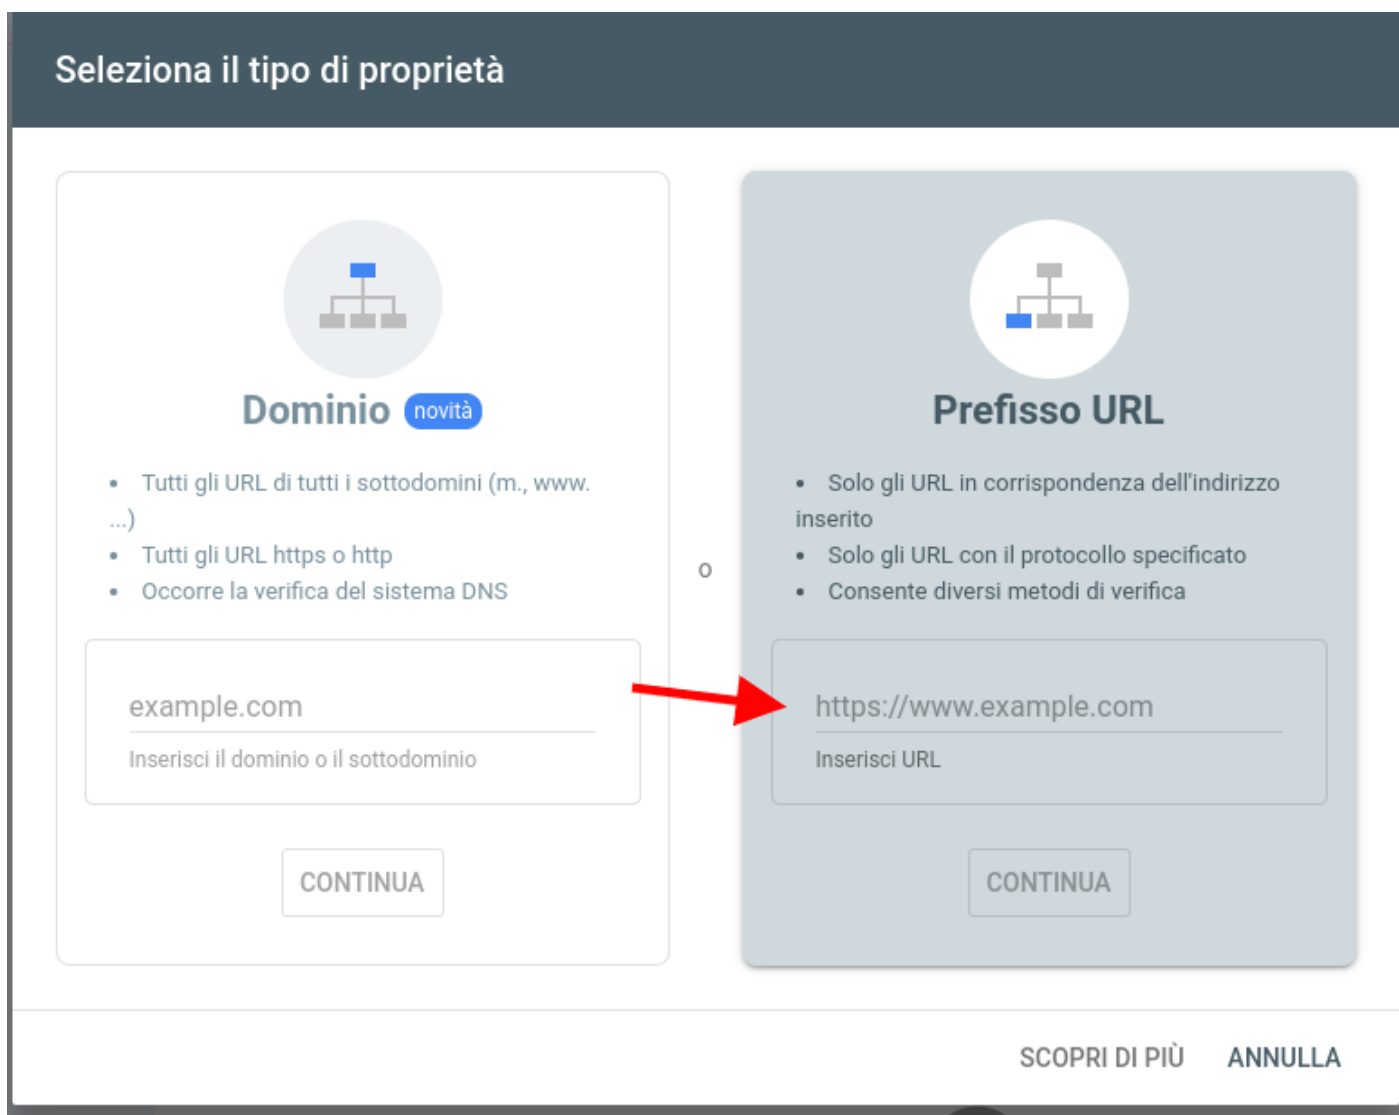 Seleziona il tipo di proprietà
Dominio novità
• Tutti gli URL di tutti i sottodomini (m., www.
...)
• Tutti gli URL https o http
• Occorre la verifica del sistema DNS
example.com
Inserisci il dominio o il sottodominio
CONTINUA
o
Prefisso URL
• Solo gli URL in corrispondenza dell'indirizzo
inserito
• Solo gli URL con il protocollo specificato
• Consente diversi metodi di verifica
https://www.example.com
Inserisci URL
CONTINUA
SCOPRI DI PIÙ ANNULLA